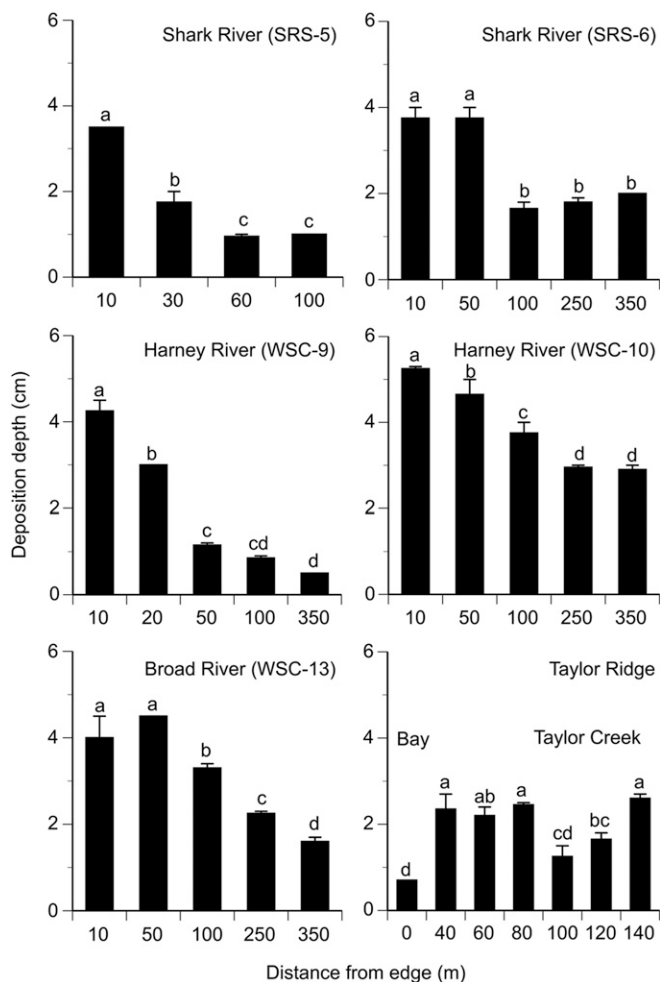 Shark River (SRS-5)
6
4
2
0
a
b
c
c
10 30 60 100
Shark River (SRS-6)
6
4
2
0
a
a
b
b
b
10 50 100 250 350
Deposition depth (cm)
Harney River (WSC-9)
6
4
2
0
a
b
c
cd
d
10 20 50 100 350
Harney River (WSC-10)
6
4
2
0
a
b
c
d
d
10 50 100 250 350
Broad River (WSC-13)
6
4
2
0
a
a
b
c
d
10 50 100 250 350
Taylor Ridge
6
4
2
0
Bay
Taylor Creek
d
a
ab
a
cd
bc
a
0 40 60 80 100 120 140
Distance from edge (m)